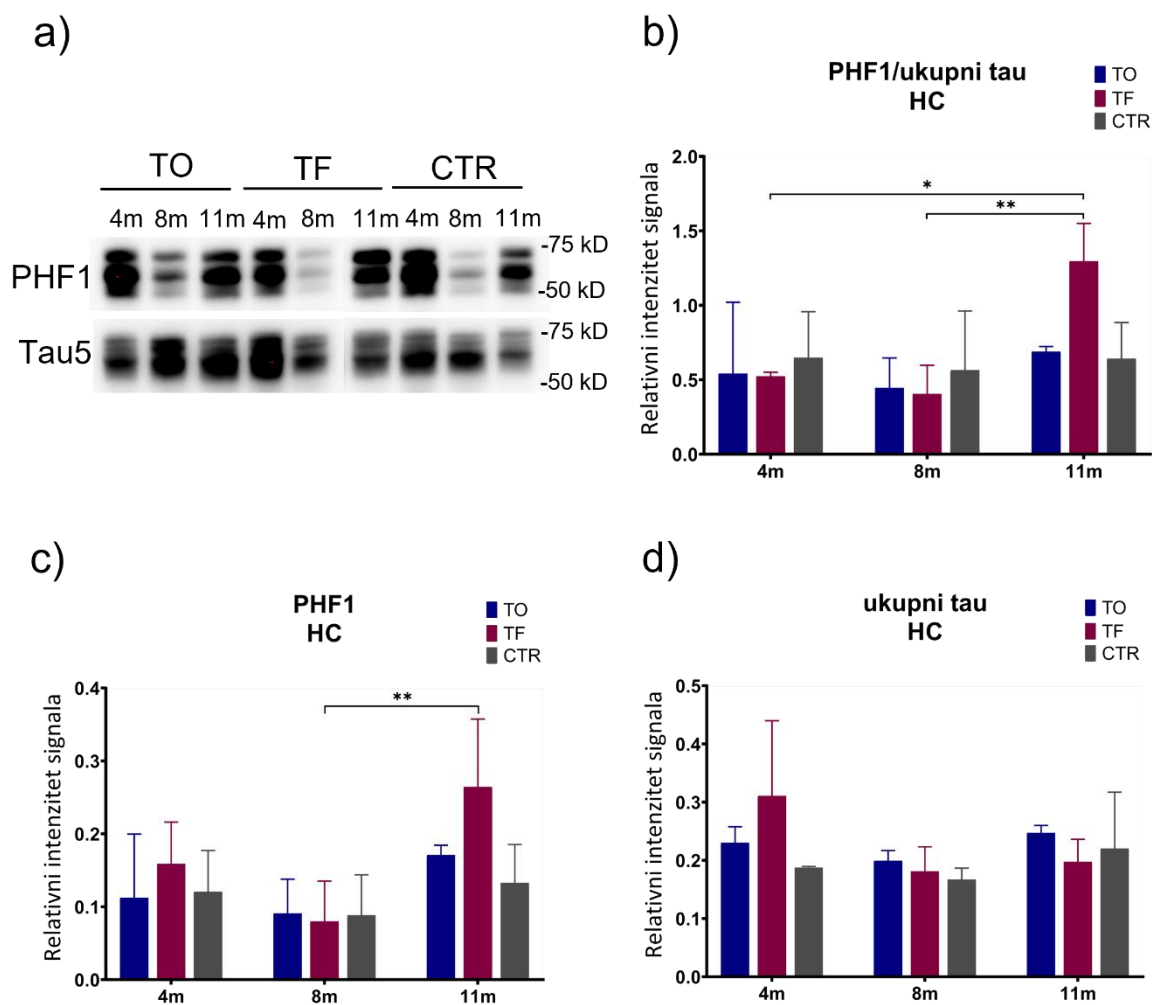 a)
TO TF CTR
4m 8m 11m 4m 8m 11m 4m 8m 11m
PHF1
-75 kD
-50 kD
Tau5
-75 kD
-50 kD
b)
PHF1/ukupni tau
HC
TO
TF
CTR
Relativni intenzitet signala
2.0
1.5
1.0
0.5
0.0
*
**
4m 8m 11m
c)
PHF1
HC
TO
TF
CTR
Relativni intenzitet signala
0.4
0.3
0.2
0.1
0.0
**
4m 8m 11m
d)
ukupni tau
HC
TO
TF
CTR
Relativni intenzitet signala
0.5
0.4
0.3
0.2
0.1
0.0
4m 8m 11m